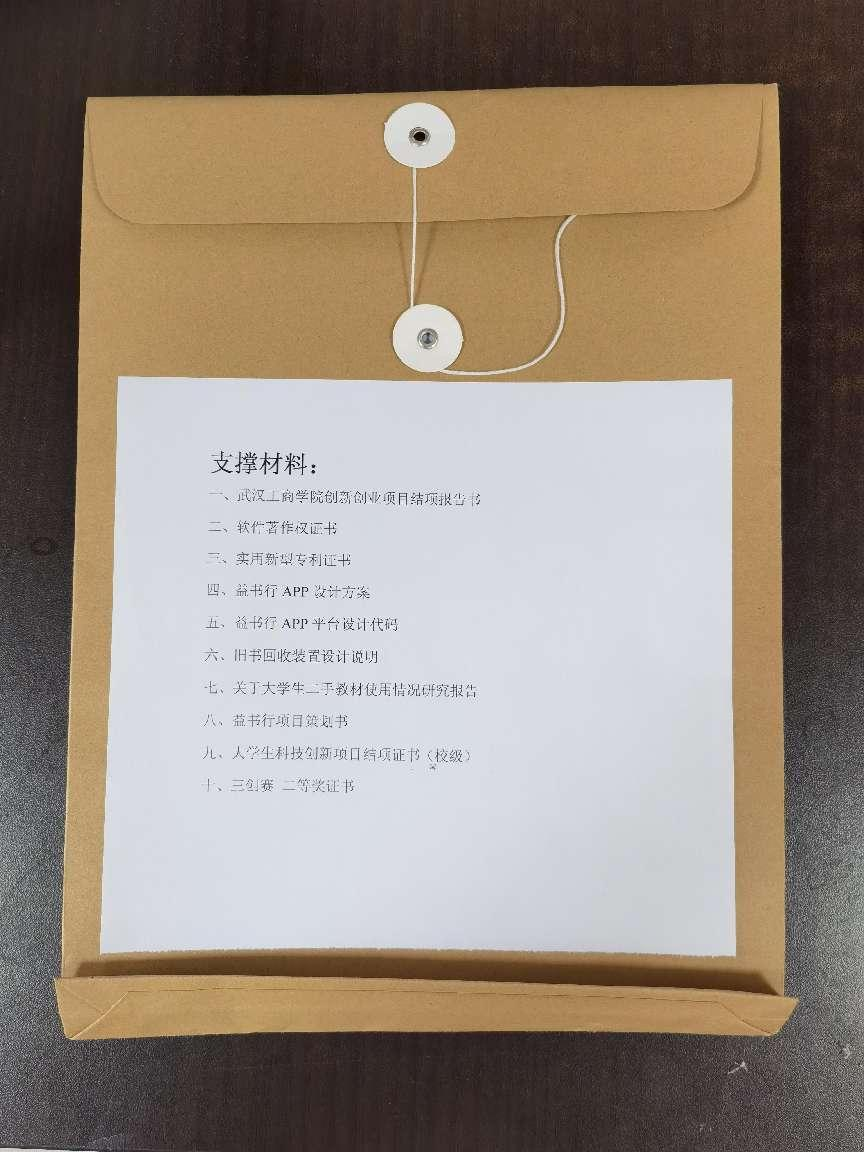 支撑材料：
一、武汉工商学院创新创业项目结项报告书
二、软件著作权证书
三、实用新型专利证书
四、益书行 APP 设计方案
五、益书行 APP 平台设计代码
六、旧书回收装置设计说明
七、关于大学生二手教材使用情况研究报告
八、益书行项目策划书
九、大学生科技创新项目结项证书（校级）
十、三创赛 二等奖证书